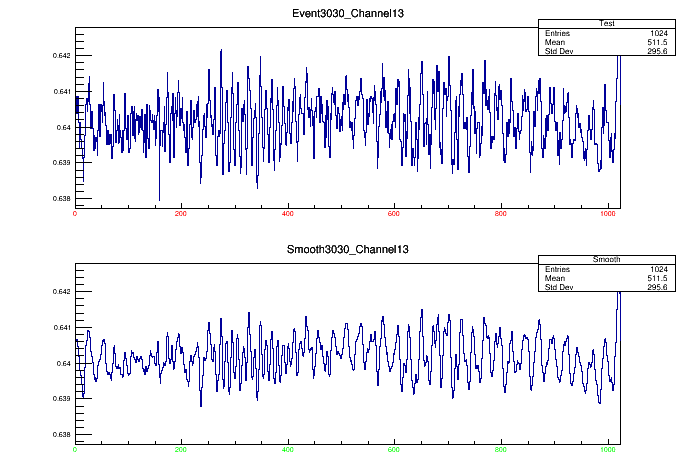 Event3030_Channel13
Test
Entries 1024
Mean 511.5
Std Dev 295.6
0.642
0.641
0.64
0.639
0.638
0 200 400 600 800 1000
Smooth3030_Channel13
Smooth
Entries 1024
Mean 511.5
Std Dev 295.6
0.642
0.641
0.64
0.639
0.638
0 200 400 600 800 1000